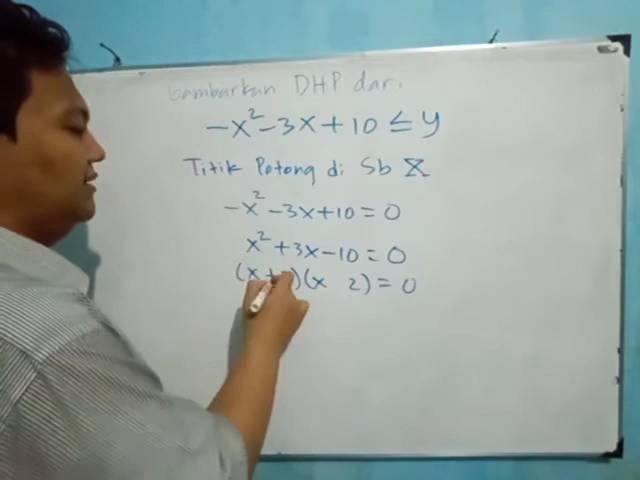 Gambarkan DHP dari.
-x²-3x+10 ≤ y
Titik Potong di Sb X
-x²-3x+10=0
x²+3x-10=0
(x+ )(x 2)=0